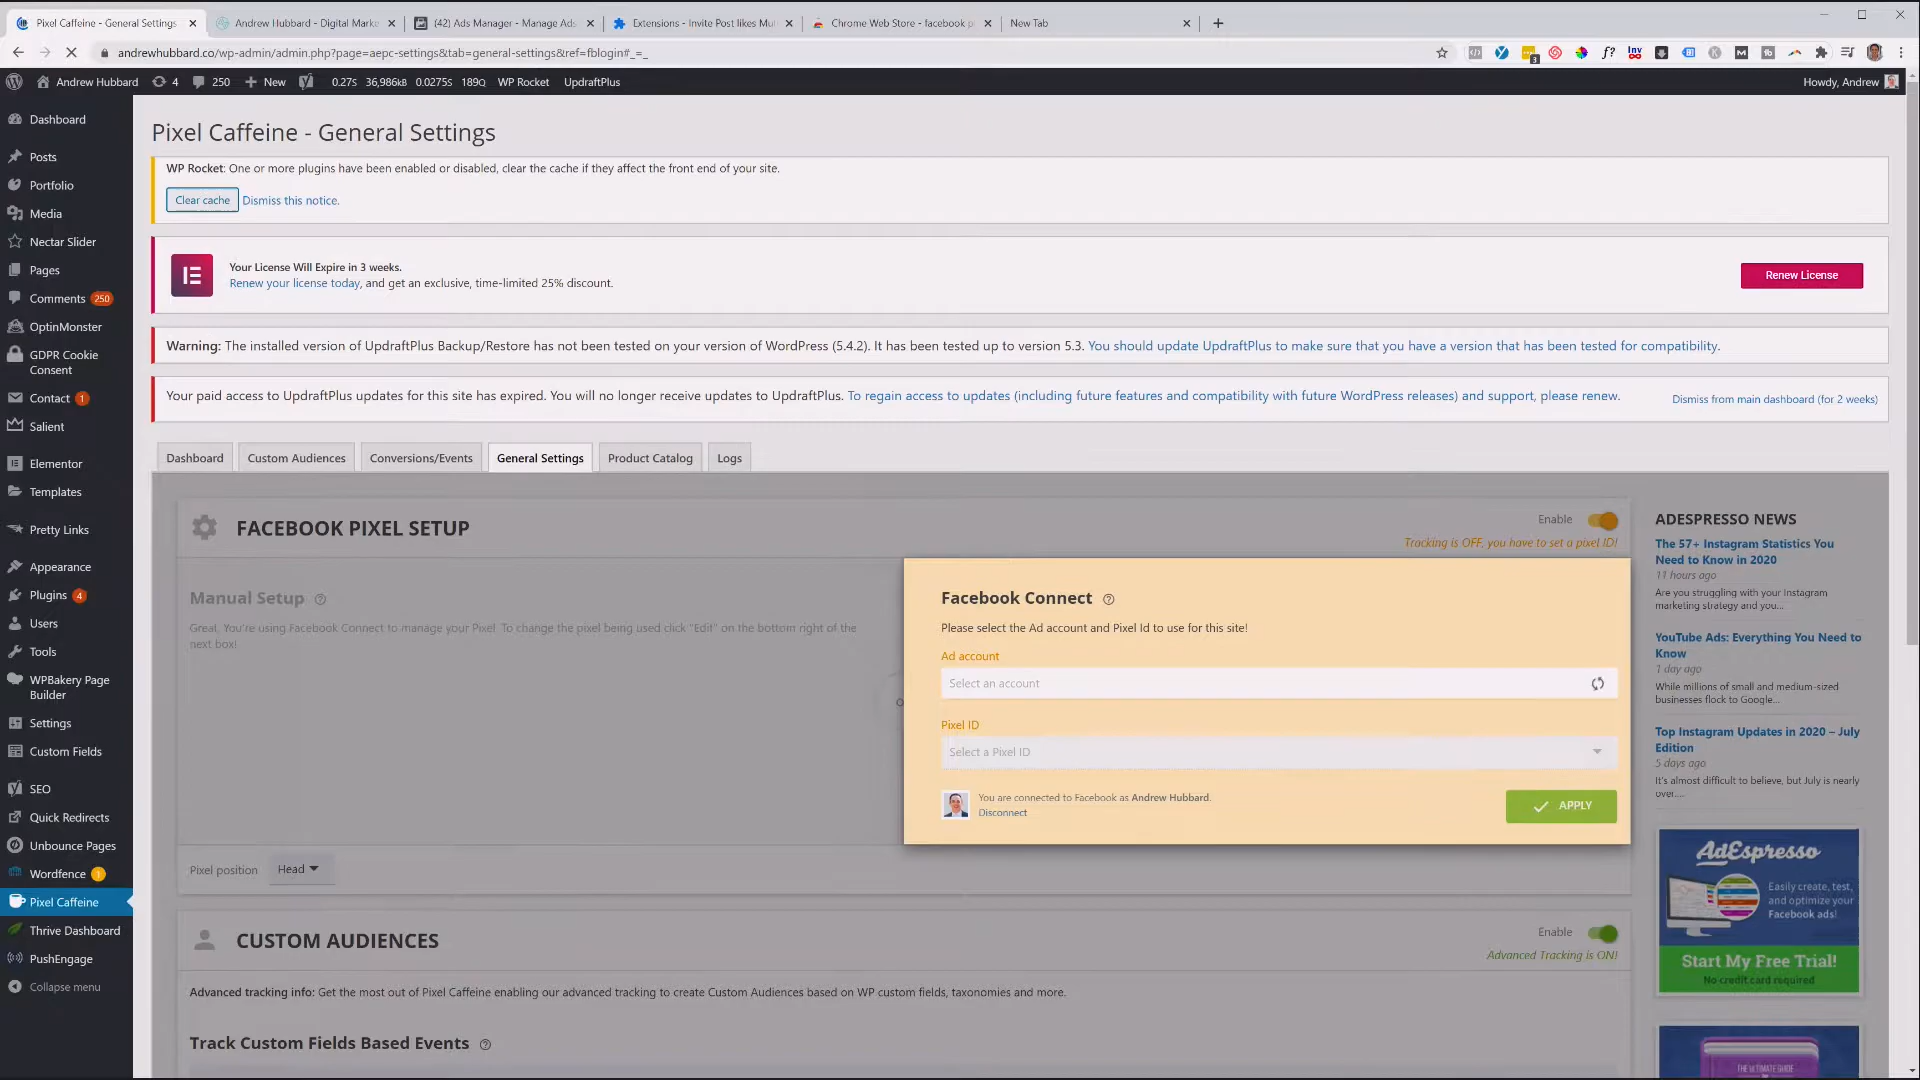 Pixel Caffeine - General Settings
Andrew Hubbard - Digital Marke
(42) Ads Manager - Manage Ads
Extensions - Invite Post likes Mul
Chrome Web Store - facebook p
New Tab
andrewhubbard.co/wp-admin/admin.php?page=aepc-settings&tab=general-settings&ref=fblogin#_=_
Andrew Hubbard 4 250 New 0.27S 36,986kB 0.0275S 189Q WP Rocket UpdraftPlus
Howdy, Andrew
Dashboard
Posts
Portfolio
Media
Nectar Slider
Pages
Comments 250
OptinMonster
GDPR Cookie
Consent
Contact 1
Salient
Elementor
Templates
Pretty Links
Appearance
Plugins 4
Users
Tools
WPBakery Page
Builder
Settings
Custom Fields
SEO
Quick Redirects
Unbounce Pages
Wordfence 1
Pixel Caffeine
Thrive Dashboard
PushEngage
Collapse menu
Pixel Caffeine - General Settings
WP Rocket: One or more plugins have been enabled or disabled, clear the cache if they affect the front end of your site.
Clear cache Dismiss this notice.
Your License Will Expire in 3 weeks.
Renew your license today, and get an exclusive, time-limited 25% discount.
Renew License
Warning: The installed version of UpdraftPlus Backup/Restore has not been tested on your version of WordPress (5.4.2). It has been tested up to version 5.3. You should update UpdraftPlus to make sure that you have a version that has been tested for compatibility.
Your paid access to UpdraftPlus updates for this site has expired. You will no longer receive updates to UpdraftPlus. To regain access to updates (including future features and compatibility with future WordPress releases) and support, please renew.
Dismiss from main dashboard (for 2 weeks)
Dashboard
Custom Audiences
Conversions/Events
General Settings
Product Catalog
Logs
FACEBOOK PIXEL SETUP
Enable
Tracking is OFF, you have to set a pixel ID!
Manual Setup
Great, You're using Facebook Connect to manage your Pixel. To change the pixel being used click "Edit" on the bottom right of the
next box!
Facebook Connect
Please select the Ad account and Pixel Id to use for this site!
Ad account
Select an account
Pixel ID
Select a Pixel ID
You are connected to Facebook as Andrew Hubbard.
Disconnect
APPLY
Pixel position Head
CUSTOM AUDIENCES
Enable
Advanced Tracking is ON!
Advanced tracking info: Get the most out of Pixel Caffeine enabling our advanced tracking to create Custom Audiences based on WP custom fields, taxonomies and more.
Track Custom Fields Based Events
ADESPRESSO NEWS
The 57+ Instagram Statistics You
Need to Know in 2020
11 hours ago
Are you struggling with your Instagram
marketing strategy and you...
YouTube Ads: Everything You Need to
Know
1 day ago
While millions of small and medium-sized
businesses flock to Google...
Top Instagram Updates in 2020 – July
Edition
5 days ago
It's almost difficult to believe, but July is nearly
over....
AdEspresso
Easily create, test,
and optimize your
Facebook ads!
Start My Free Trial!
No credit card required
THE ULTIMATE GUIDE